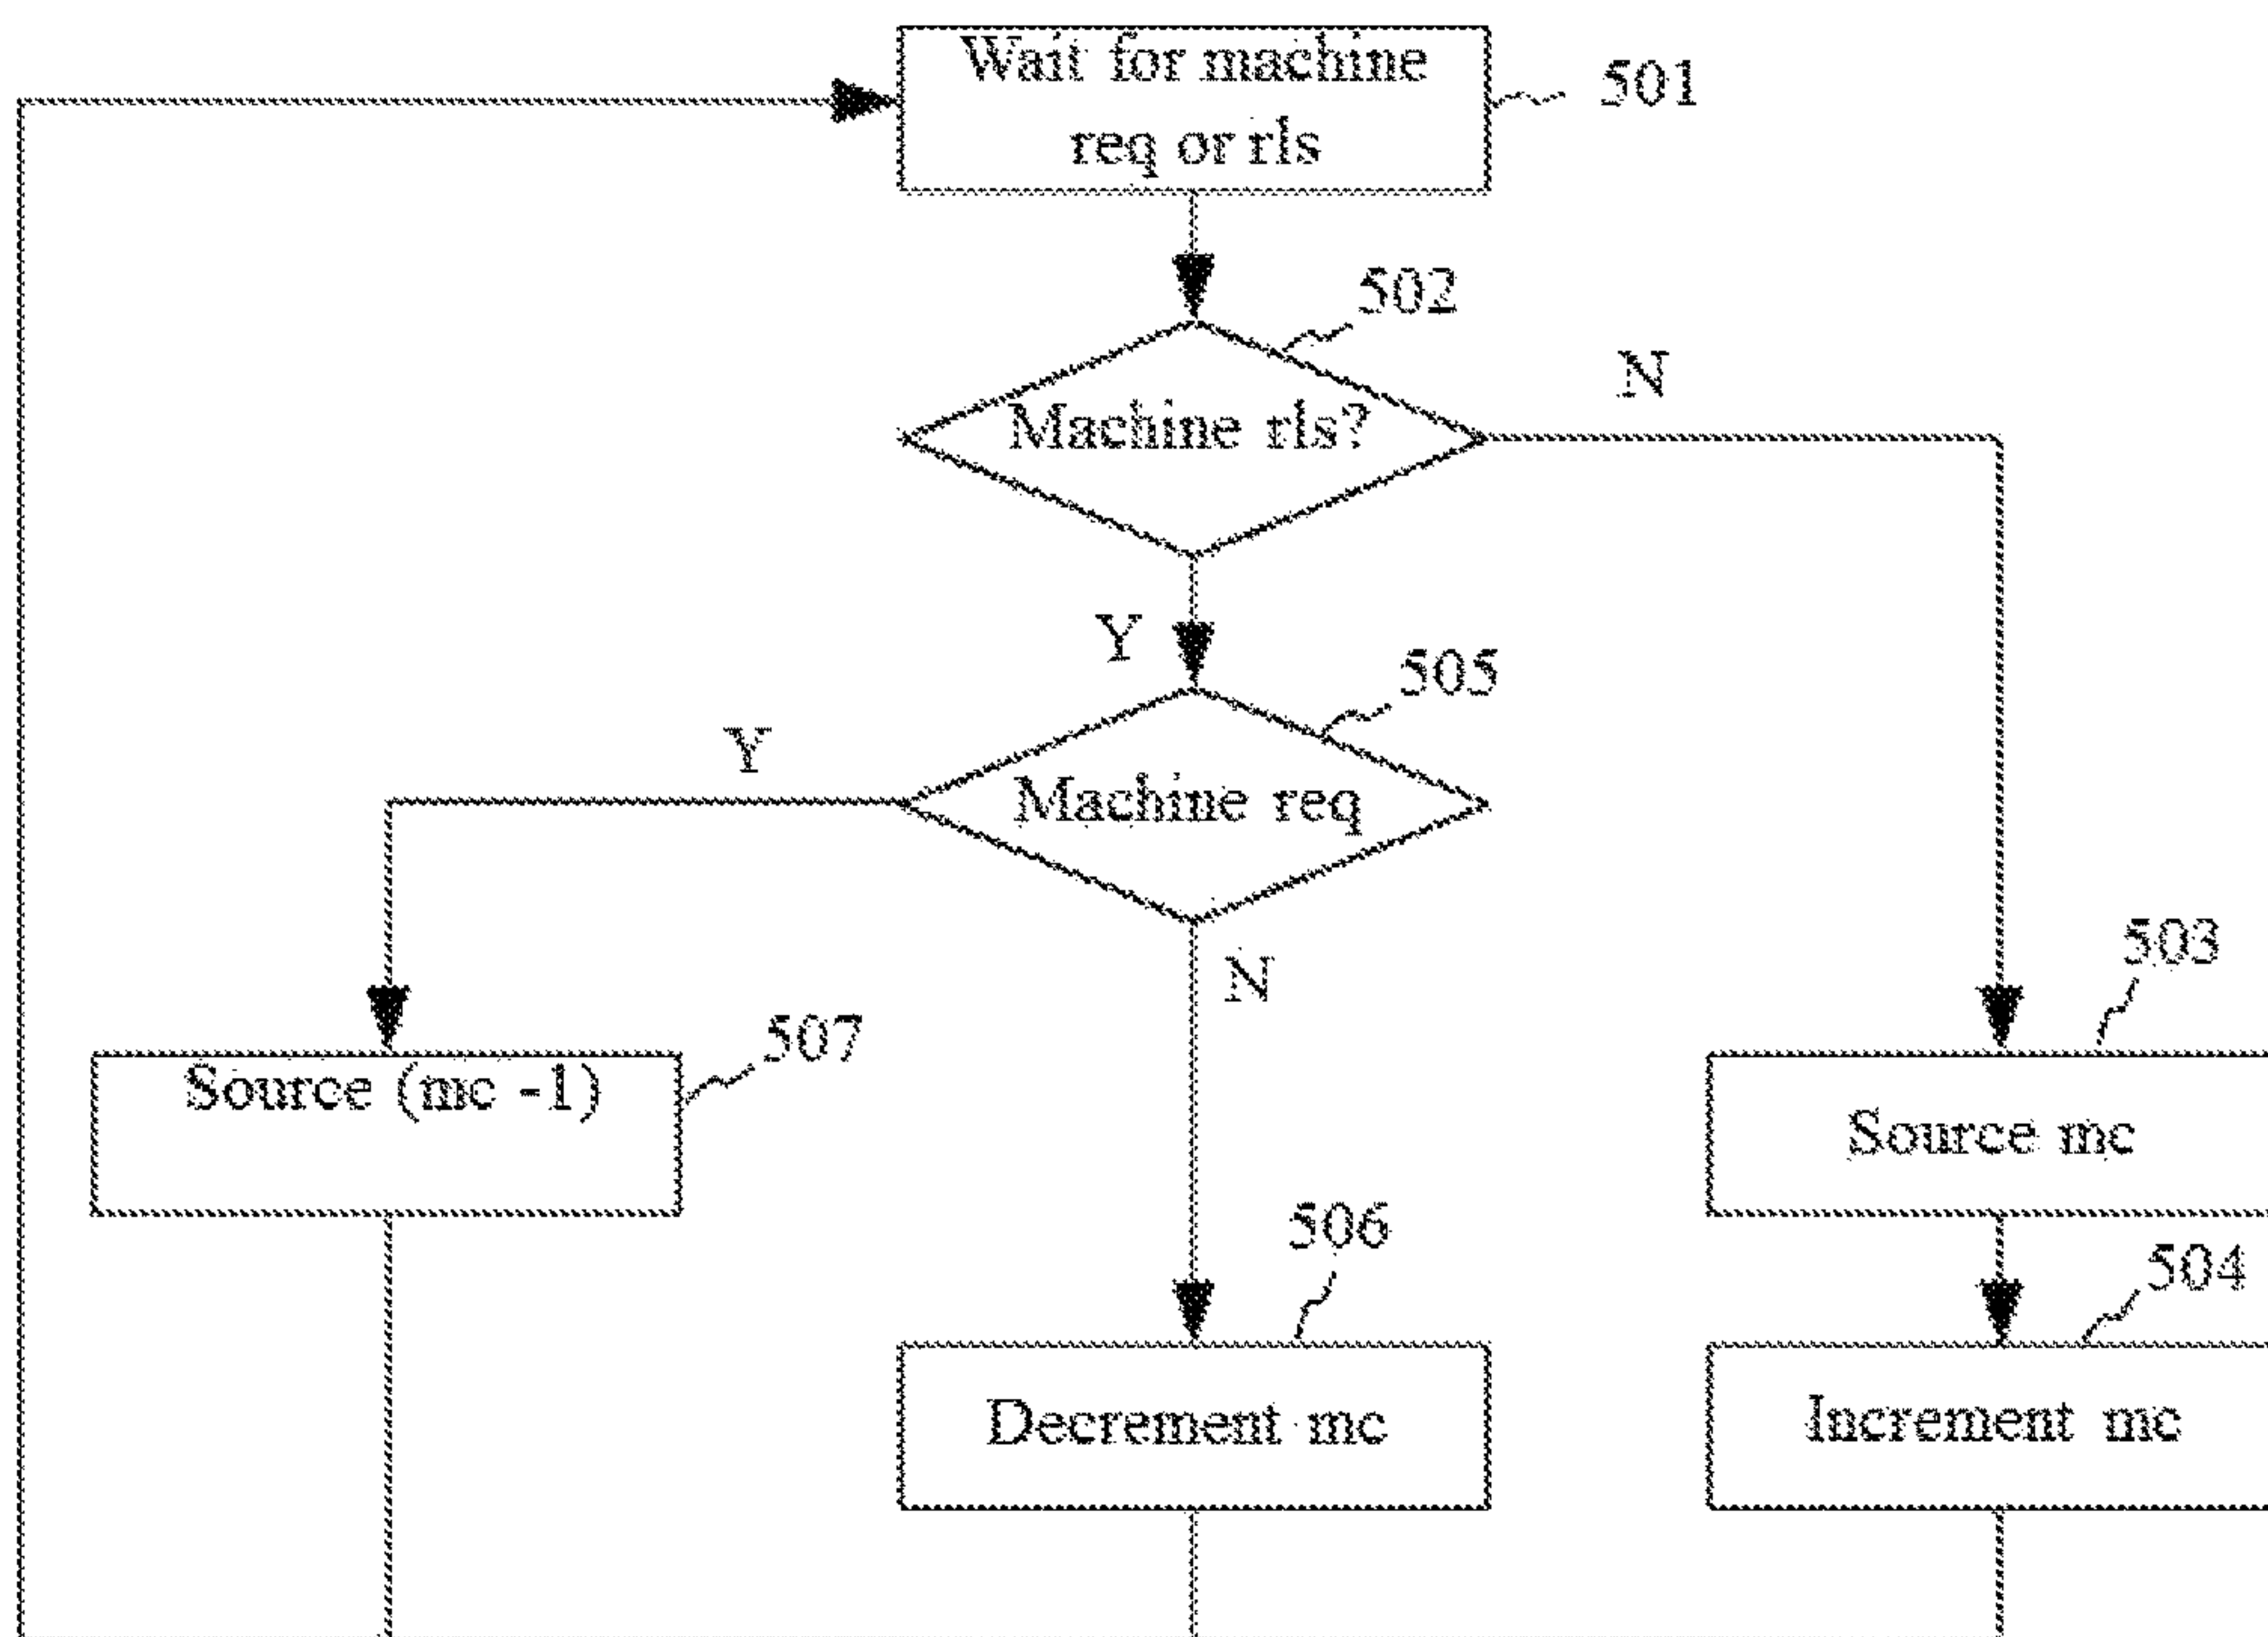 Wait for machine
req or rls
501
502
N
Machine rls?
Y
505
Y
Machine req
N
503
507
Source (mc -1)
Source mc
506
504
Decrement mc
Increment mc